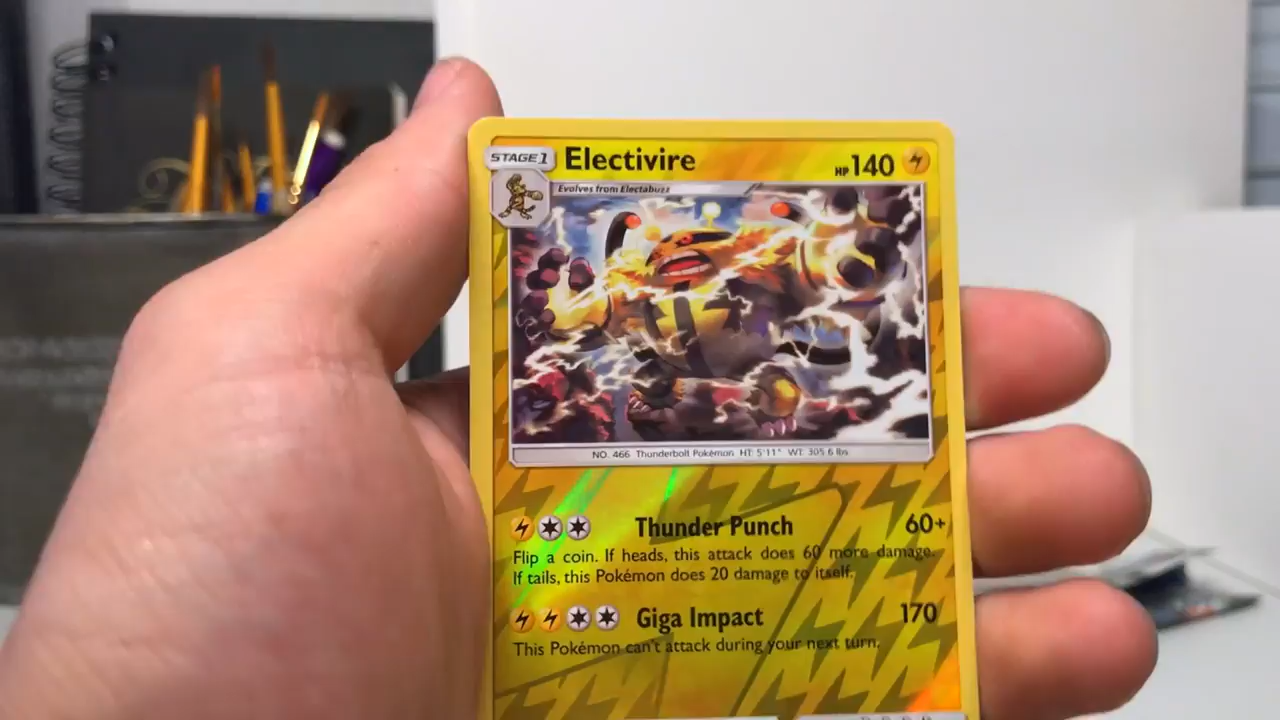 STAGE 1 Electivire HP 140
Evolves from Electabuzz
NO. 466 Thunderbolt Pokémon HT: 5'11" WT: 305.6 lbs
Thunder Punch 60+
Flip a coin. If heads, this attack does 60 more damage.
If tails, this Pokémon does 20 damage to itself.
Giga Impact 170
This Pokémon can't attack during your next turn.